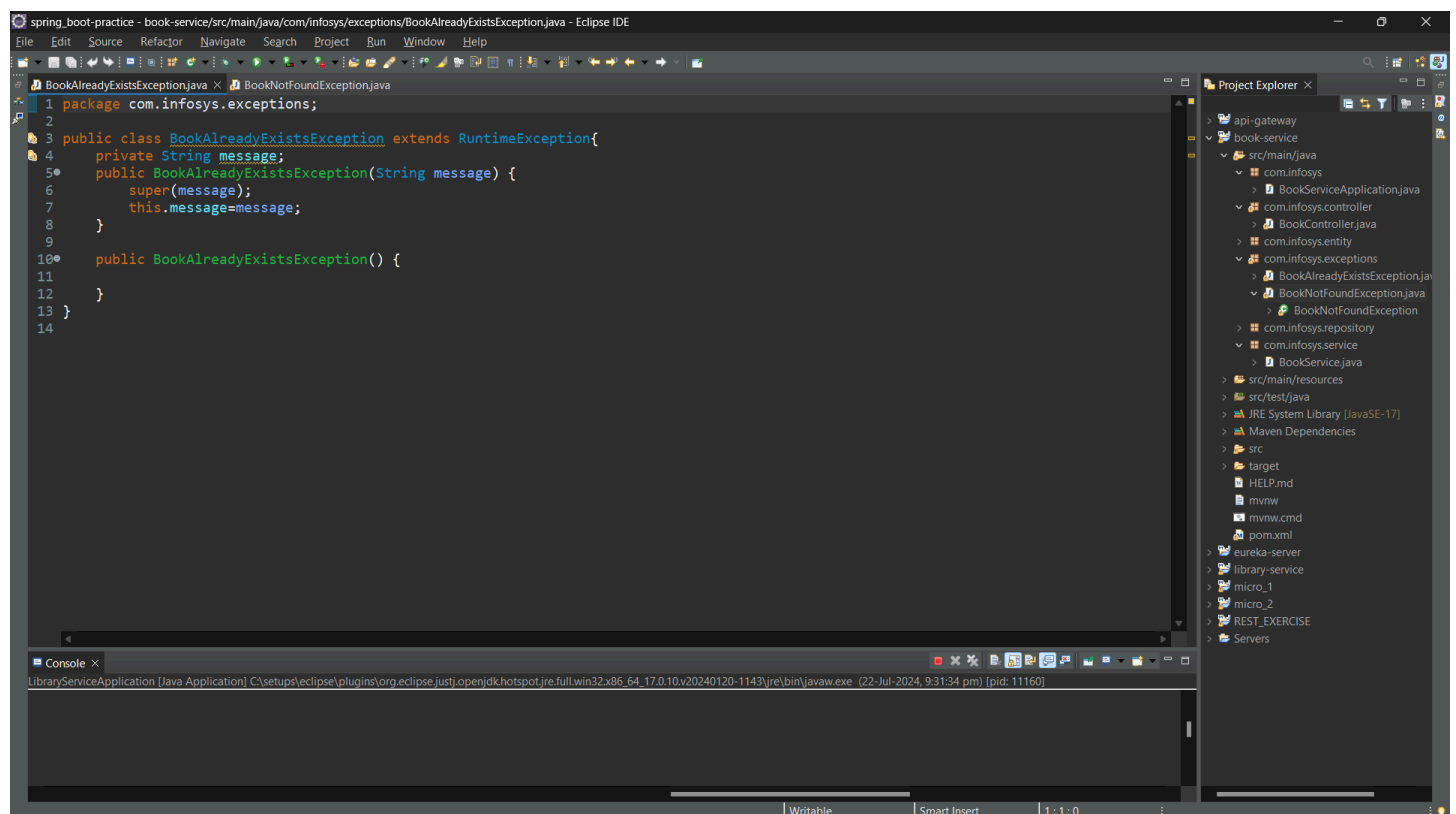 spring_boot-practice - book-service/src/main/java/com/infosys/exceptions/BookAlreadyExistsException.java - Eclipse IDE
File Edit Source Refactor Navigate Search Project Run Window Help
BookAlreadyExistsException.java BookNotFoundException.java
1 package com.infosys.exceptions;
2
3 public class BookAlreadyExistsException extends RuntimeException{
4     private String message;
5     public BookAlreadyExistsException(String message) {
6         super(message);
7         this.message=message;
8     }
9
10     public BookAlreadyExistsException() {
11
12     }
13 }
14
Project Explorer
api-gateway
book-service
src/main/java
com.infosys
BookServiceApplication.java
com.infosys.controller
BookController.java
com.infosys.entity
com.infosys.exceptions
BookAlreadyExistsException.jav
BookNotFoundException.java
BookNotFoundException
com.infosys.repository
com.infosys.service
BookService.java
src/main/resources
src/test/java
JRE System Library [JavaSE-17]
Maven Dependencies
src
target
HELP.md
mvnw
mvnw.cmd
pom.xml
eureka-server
library-service
micro_1
micro_2
REST_EXERCISE
Servers
Console
LibraryServiceApplication [Java Application] C:\setups\eclipse\plugins\org.eclipse.justj.openjdk.hotspot.jre.full.win32.x86_64_17.0.10.v20240120-1143\jre\bin\javaw.exe (22-Jul-2024, 9:31:34 pm) [pid: 11160]
Writable Smart Insert 1 : 1 : 0